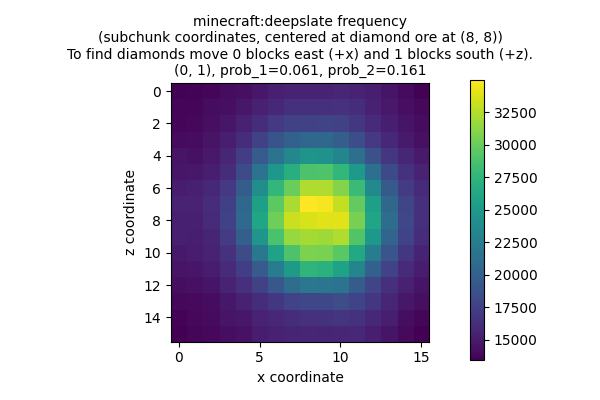 minecraft:deepslate frequency
(subchunk coordinates, centered at diamond ore at (8, 8))
To find diamonds move 0 blocks east (+x) and 1 blocks south (+z).
(0, 1), prob_1=0.061, prob_2=0.161
0
2
4
6
8
10
12
14
z coordinate
0 5 10 15
x coordinate
32500
30000
27500
25000
22500
20000
17500
15000